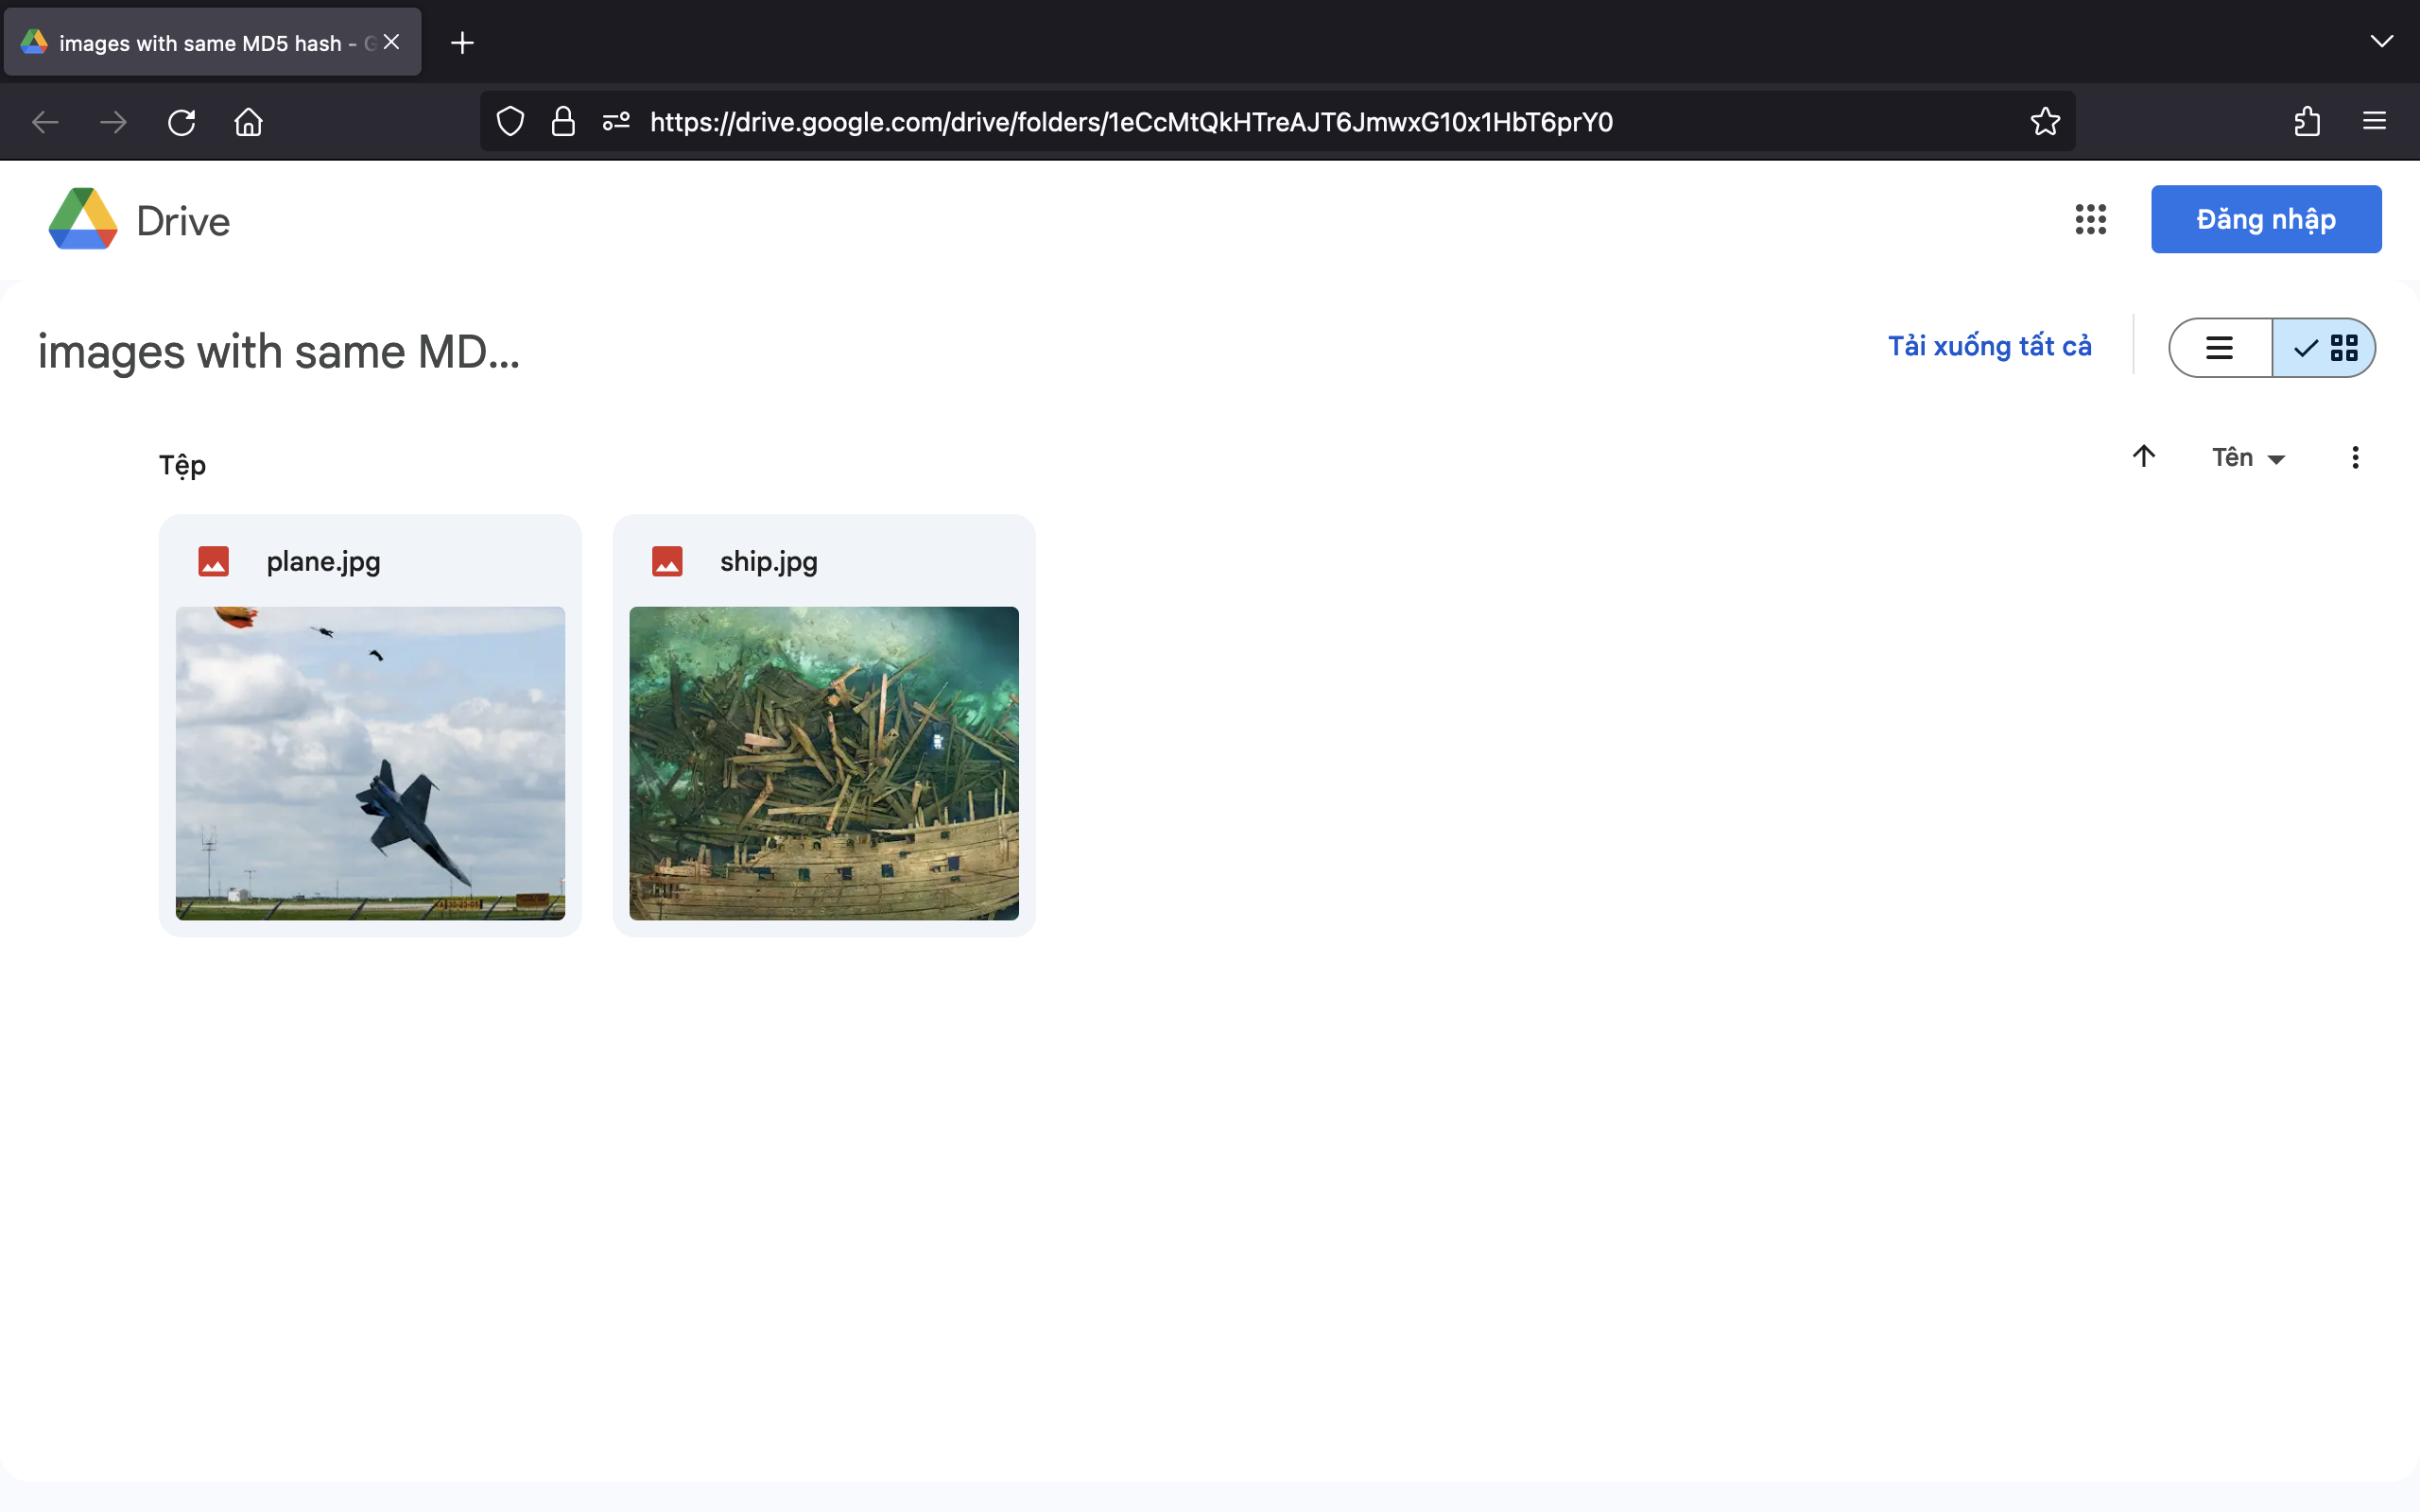 images with same MD5 hash - G
https://drive.google.com/drive/folders/1eCcMtQkHTreAJT6JmwxG10x1HbT6prY0
Drive
Đăng nhập
images with same MD...
Tải xuống tất cả
Tệp
Tên
plane.jpg
ship.jpg